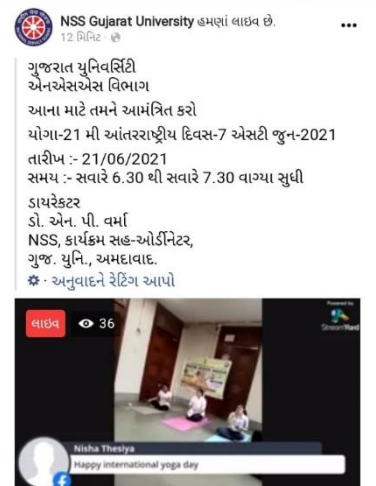 NSS Gujarat University હમણાં લાઇવ છે.
12 મિનિટ ·
ગુજરાત યુનિવર્સિટી
એનએસએસ વિભાગ
આના માટે તમને આમંત્રિત કરો
યોગા-21 મી આંતરરાષ્ટ્રીય દિવસ-7 એસટી જુન-2021
તારીખ :- 21/06/2021
સમય :- સવારે 6.30 થી સવારે 7.30 વાગ્યા સુધી
ડાયરેકટર
ડો. એન. પી. વર્મા
NSS, કાર્યક્રમ સહ-ઓર્ડીનેટર,
ગુજ. યુનિ., અમદાવાદ.
· અનુવાદને રેટિંગ આપો
લાઇવ 36
Powered by
StreamYard
Nisha Thesiya
Happy international yoga day